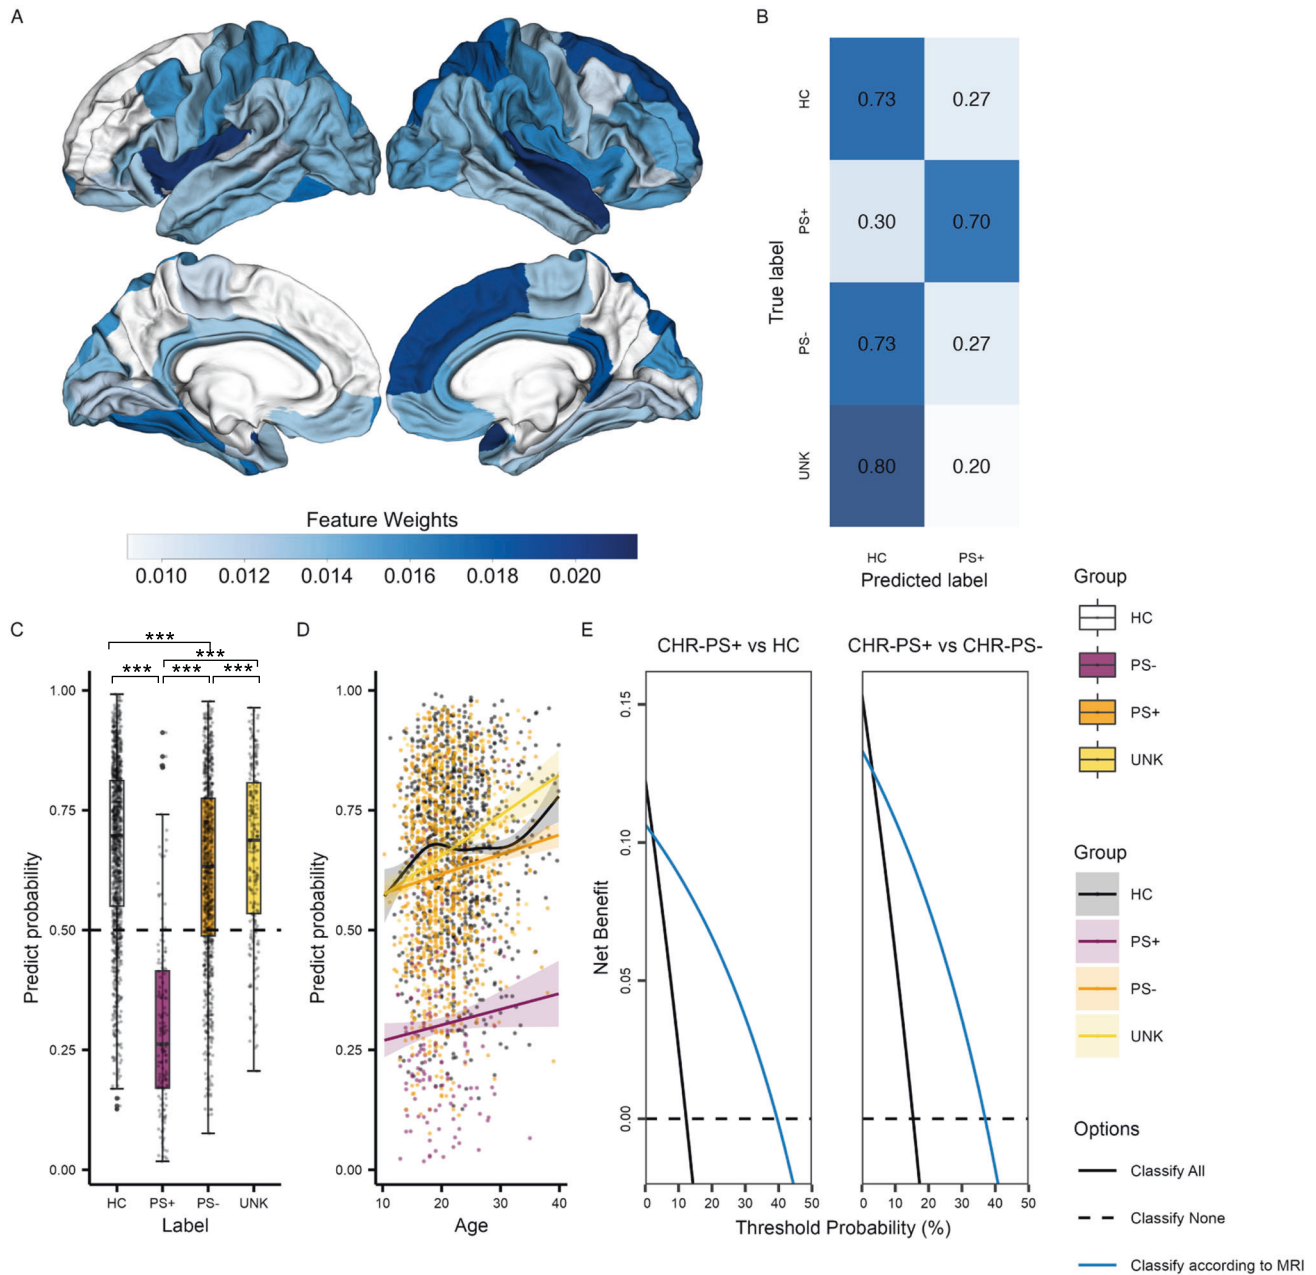 A
Feature Weights
0.010 0.012 0.014 0.016 0.018 0.020
B
True label
HC 0.73 0.27
PS+ 0.30 0.70
PS- 0.73 0.27
UNK 0.80 0.20
HC PS+
Predicted label
C
***
***
*** *** ***
Predict probability
1.00
0.75
0.50
0.25
0.00
HC PS+ PS- UNK
Label
D
Predict probability
1.00
0.75
0.50
0.25
0.00
10 20 30 40
Age
E
CHR-PS+ vs HC CHR-PS+ vs CHR-PS-
Net Benefit
0.15
0.10
0.05
0.00
0 10 20 30 40 50 0 10 20 30 40 50
Threshold Probability (%)
Group
HC
PS-
PS+
UNK
Group
HC
PS+
PS-
UNK
Options
Classify All
Classify None
Classify according to MRI